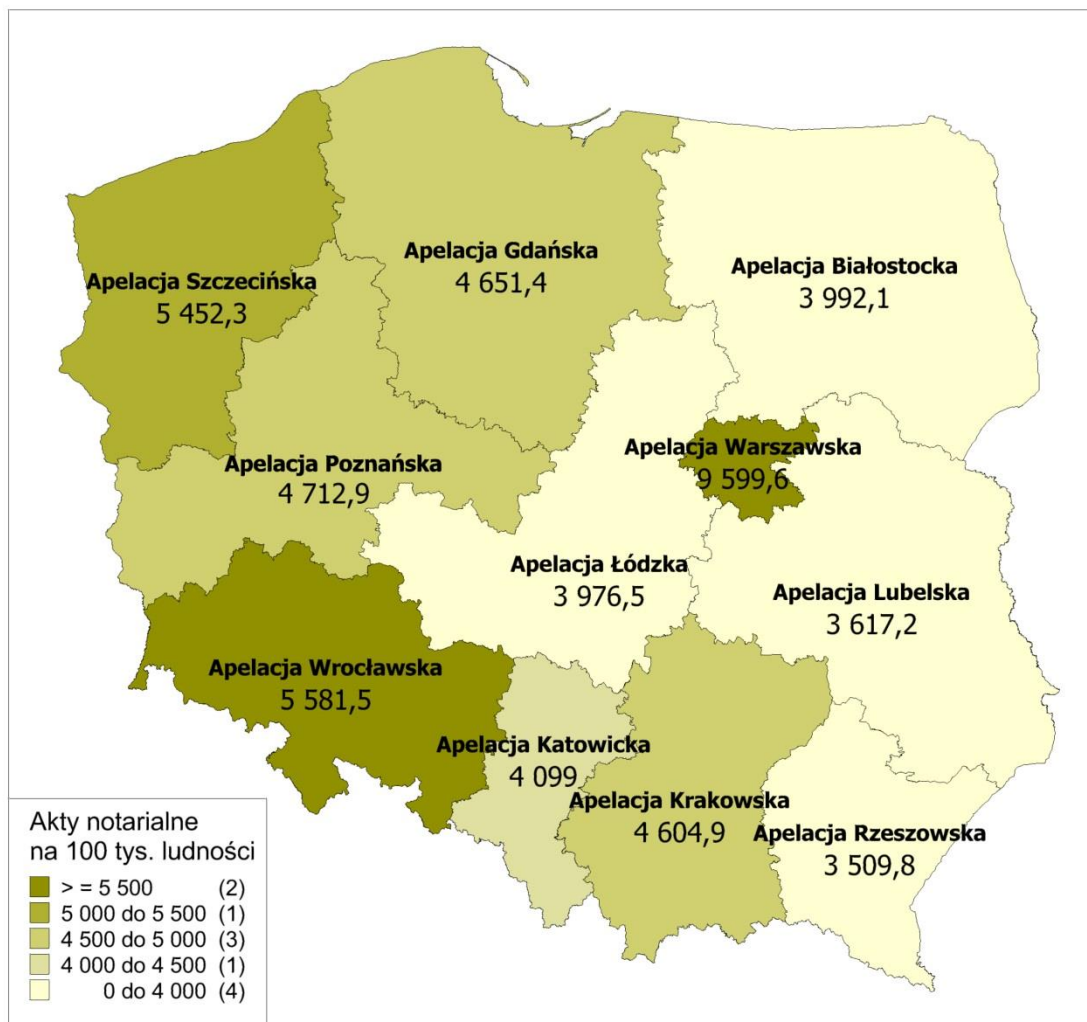 Apelacja Gdańska
4 651,4
Apelacja Białostocka
3 992,1
Apelacja Szczecińska
5 452,3
Apelacja Warszawska
9 599,6
Apelacja Poznańska
4 712,9
Apelacja Łódzka
3 976,5
Apelacja Lubelska
3 617,2
Apelacja Wrocławska
5 581,5
Apelacja Katowicka
4 099
Apelacja Krakowska
4 604,9
Apelacja Rzeszowska
3 509,8
Akty notarialne
na 100 tys. ludności
> = 5 500 (2)
5 000 do 5 500 (1)
4 500 do 5 000 (3)
4 000 do 4 500 (1)
0 do 4 000 (4)